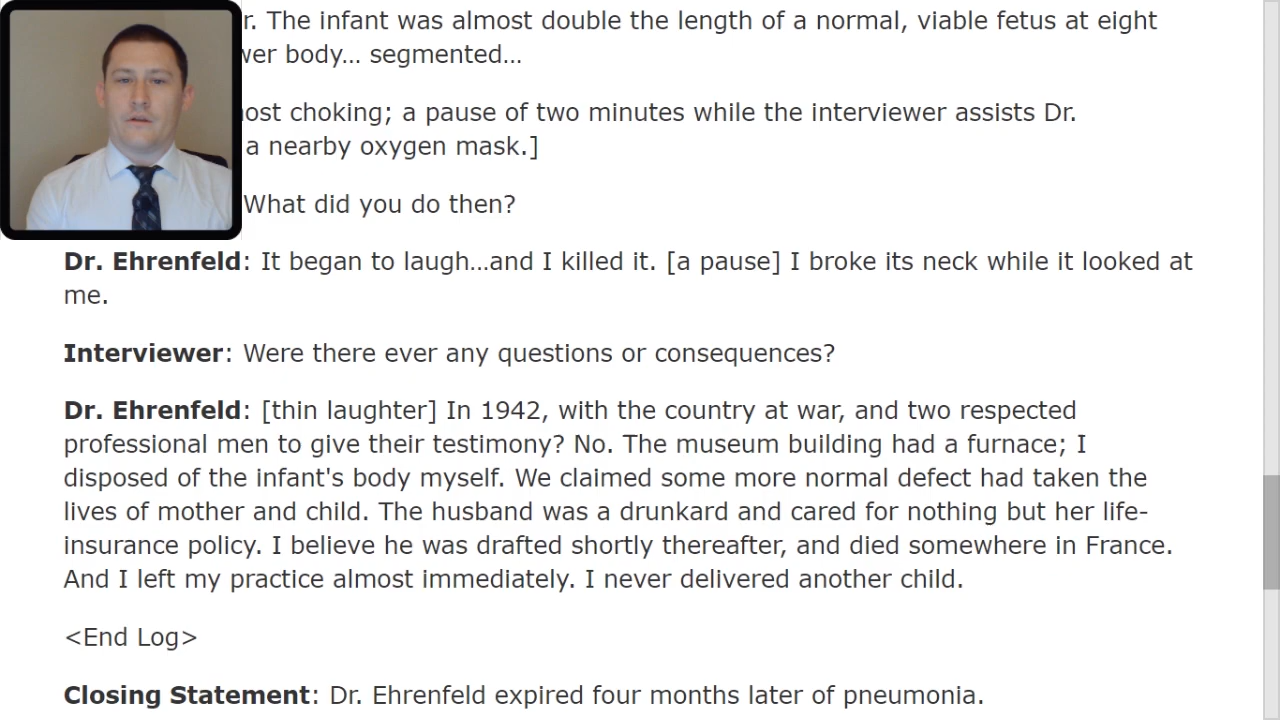 r. The infant was almost double the length of a normal, viable fetus at eight
wer body… segmented…
most choking; a pause of two minutes while the interviewer assists Dr.
a nearby oxygen mask.]
What did you do then?
Dr. Ehrenfeld: It began to laugh…and I killed it. [a pause] I broke its neck while it looked at
me.
Interviewer: Were there ever any questions or consequences?
Dr. Ehrenfeld: [thin laughter] In 1942, with the country at war, and two respected
professional men to give their testimony? No. The museum building had a furnace; I
disposed of the infant's body myself. We claimed some more normal defect had taken the
lives of mother and child. The husband was a drunkard and cared for nothing but her life-
insurance policy. I believe he was drafted shortly thereafter, and died somewhere in France.
And I left my practice almost immediately. I never delivered another child.
<End Log>
Closing Statement: Dr. Ehrenfeld expired four months later of pneumonia.